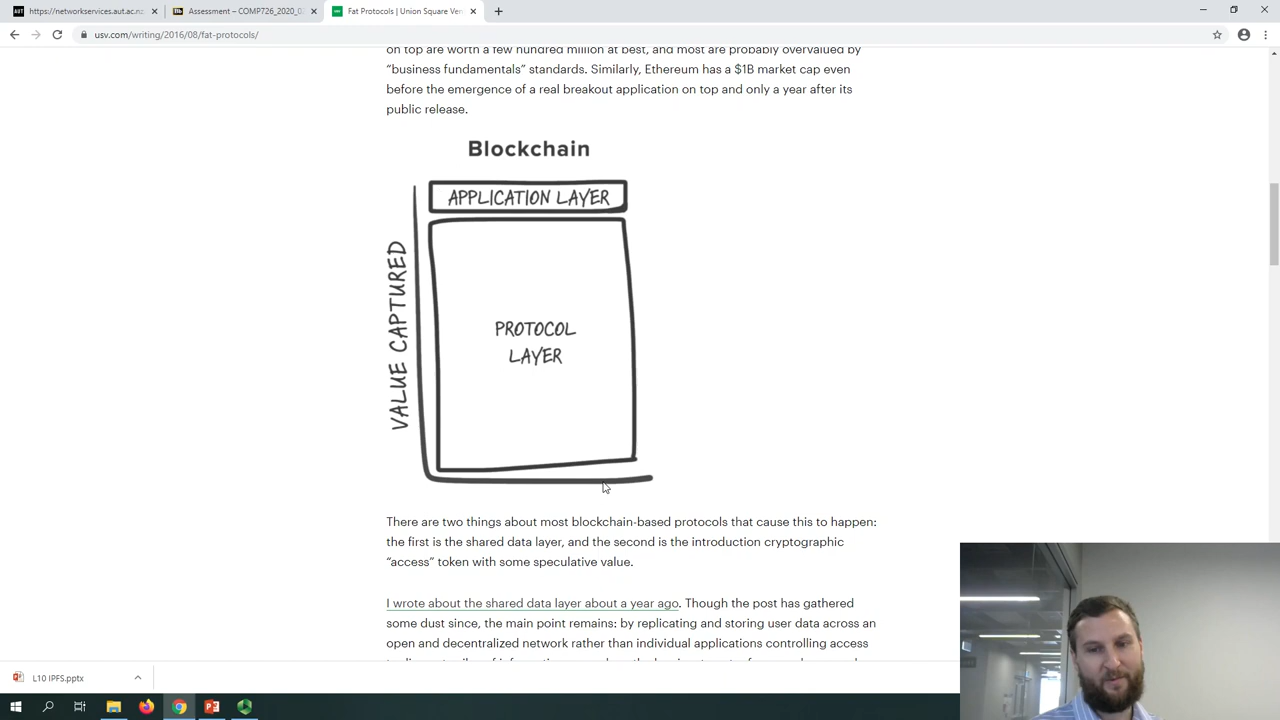 https://networkservices.aut.ac.nz
Assessment – COMP726_2020_0
Fat Protocols | Union Square Ven
usv.com/writing/2016/08/fat-protocols/
on top are worth a few hundred million at best, and most are probably overvalued by
“business fundamentals” standards. Similarly, Ethereum has a $1B market cap even
before the emergence of a real breakout application on top and only a year after its
public release.
Blockchain
APPLICATION LAYER
VALUE CAPTURED
PROTOCOL
LAYER
There are two things about most blockchain-based protocols that cause this to happen:
the first is the shared data layer, and the second is the introduction cryptographic
“access” token with some speculative value.
I wrote about the shared data layer about a year ago. Though the post has gathered
some dust since, the main point remains: by replicating and storing user data across an
open and decentralized network rather than individual applications controlling access
L10 IPFS.pptx